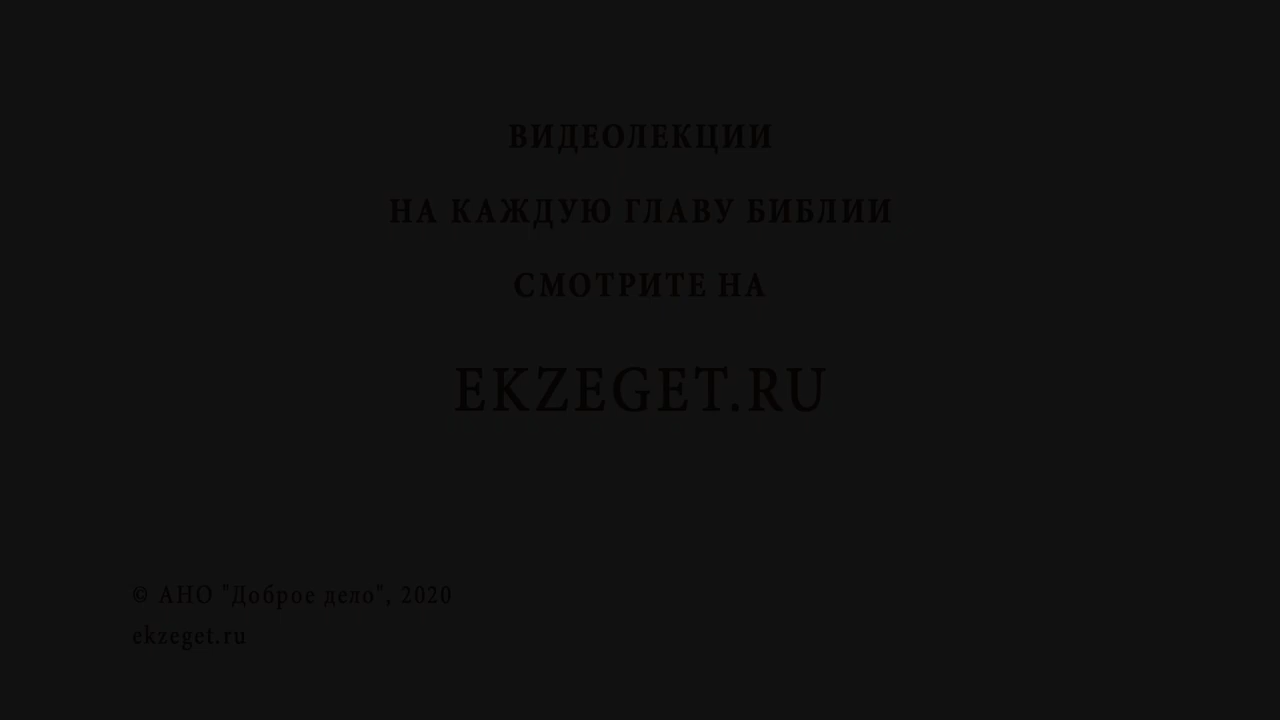 ВИДЕОЛЕКЦИИ
НА КАЖДУЮ ГЛАВУ БИБЛИИ
СМОТРИТЕ НА
EKZEGET.RU
© АНО "Доброе дело", 2020
ekzeget.ru